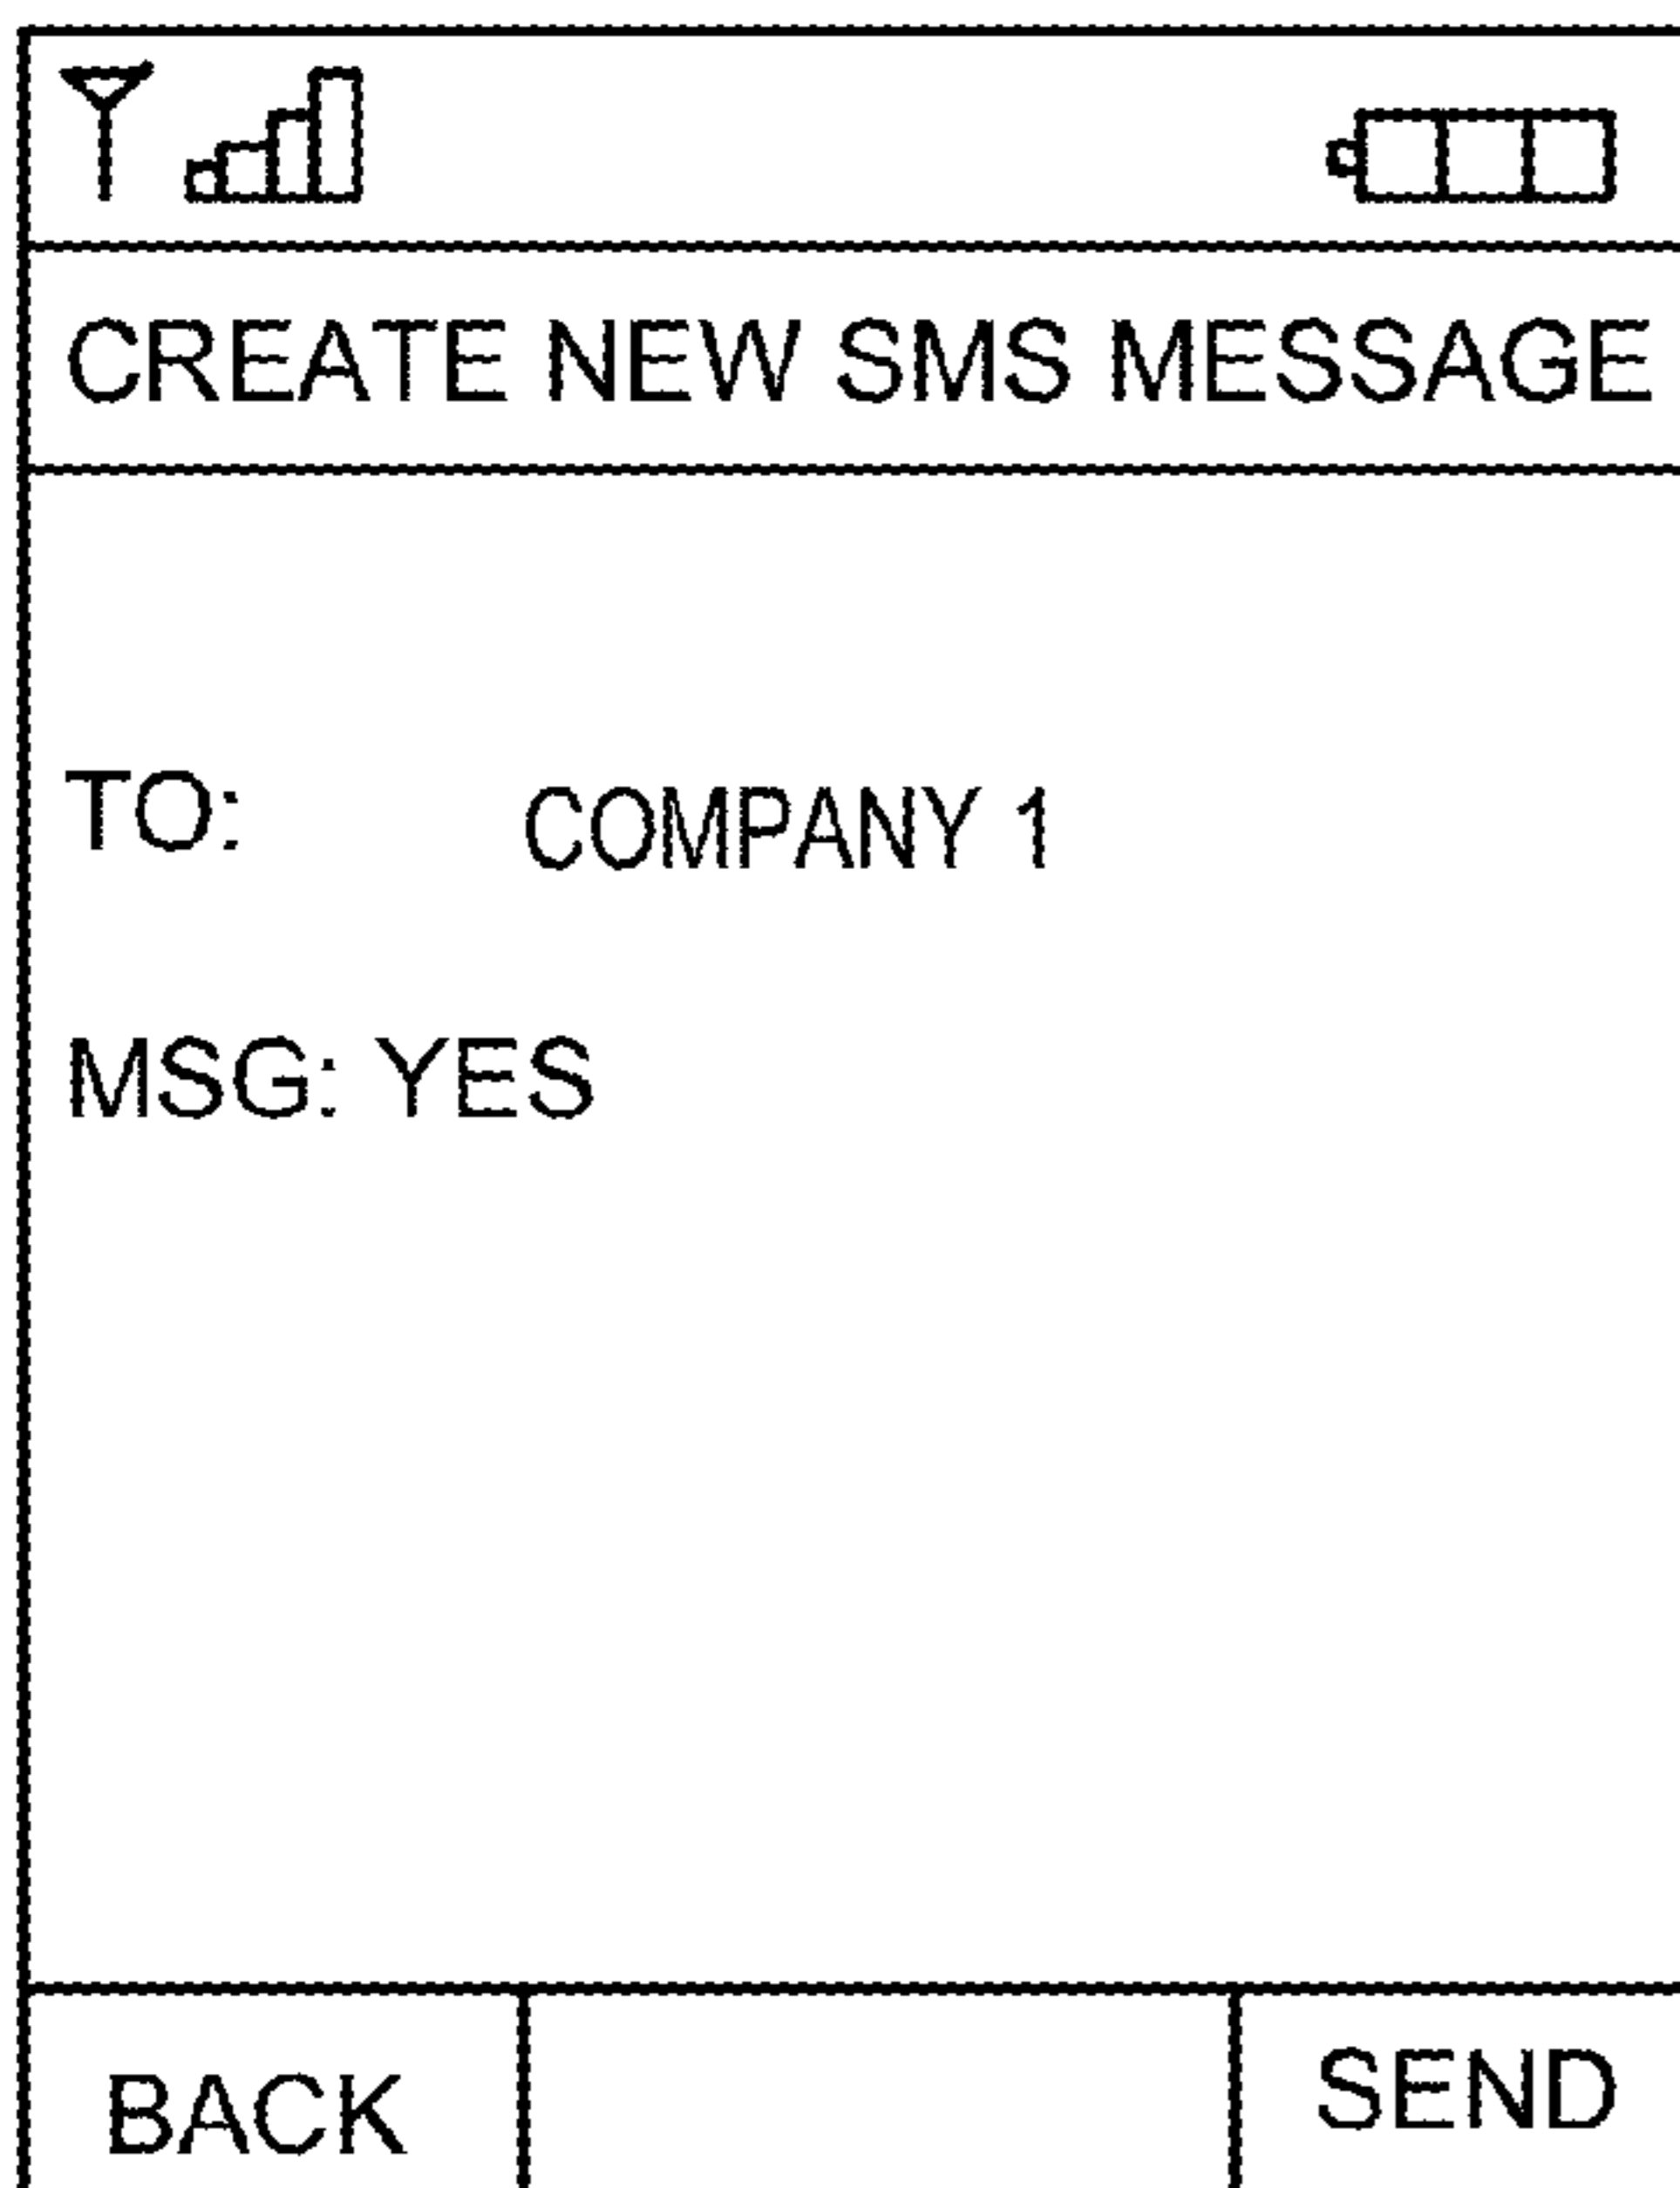 CREATE NEW SMS MESSAGE
TO: COMPANY 1
MSG: YES
BACK SEND